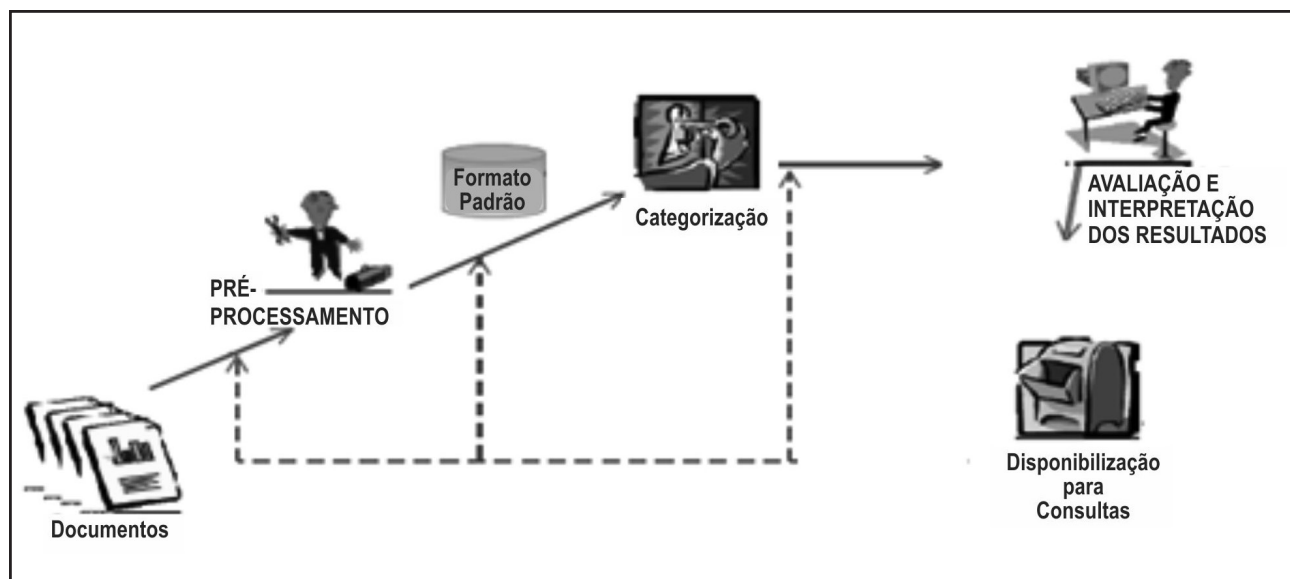 Documentos
PRÉ-
PROCESSAMENTO
Formato
Padrão
Categorização
AVALIAÇÃO E
INTERPRETAÇÃO
DOS RESULTADOS
Disponibilização
para
Consultas